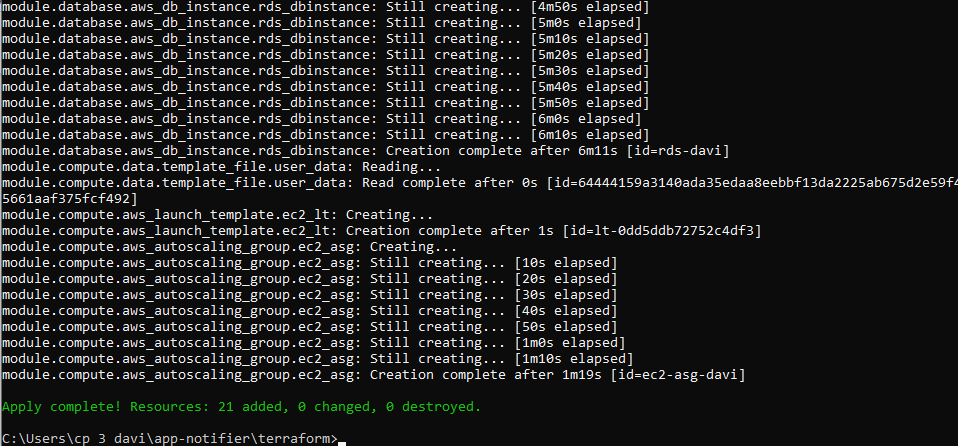 module.database.aws_db_instance.rds_dbinstance: Still creating... [4m50s elapsed]
module.database.aws_db_instance.rds_dbinstance: Still creating... [5m0s elapsed]
module.database.aws_db_instance.rds_dbinstance: Still creating... [5m10s elapsed]
module.database.aws_db_instance.rds_dbinstance: Still creating... [5m20s elapsed]
module.database.aws_db_instance.rds_dbinstance: Still creating... [5m30s elapsed]
module.database.aws_db_instance.rds_dbinstance: Still creating... [5m40s elapsed]
module.database.aws_db_instance.rds_dbinstance: Still creating... [5m50s elapsed]
module.database.aws_db_instance.rds_dbinstance: Still creating... [6m0s elapsed]
module.database.aws_db_instance.rds_dbinstance: Still creating... [6m10s elapsed]
module.database.aws_db_instance.rds_dbinstance: Creation complete after 6m11s [id=rds-davi]
module.compute.data.template_file.user_data: Reading...
module.compute.data.template_file.user_data: Read complete after 0s [id=64444159a3140ada35edaa8eebbf13da2225ab675d2e59f4
5661aaf375fcf492]
module.compute.aws_launch_template.ec2_lt: Creating...
module.compute.aws_launch_template.ec2_lt: Creation complete after 1s [id=lt-0dd5ddb72752c4df3]
module.compute.aws_autoscaling_group.ec2_asg: Creating...
module.compute.aws_autoscaling_group.ec2_asg: Still creating... [10s elapsed]
module.compute.aws_autoscaling_group.ec2_asg: Still creating... [20s elapsed]
module.compute.aws_autoscaling_group.ec2_asg: Still creating... [30s elapsed]
module.compute.aws_autoscaling_group.ec2_asg: Still creating... [40s elapsed]
module.compute.aws_autoscaling_group.ec2_asg: Still creating... [50s elapsed]
module.compute.aws_autoscaling_group.ec2_asg: Still creating... [1m0s elapsed]
module.compute.aws_autoscaling_group.ec2_asg: Still creating... [1m10s elapsed]
module.compute.aws_autoscaling_group.ec2_asg: Creation complete after 1m19s [id=ec2-asg-davi]
Apply complete! Resources: 21 added, 0 changed, 0 destroyed.
C:\Users\cp 3 davi\app-notifier\terraform>